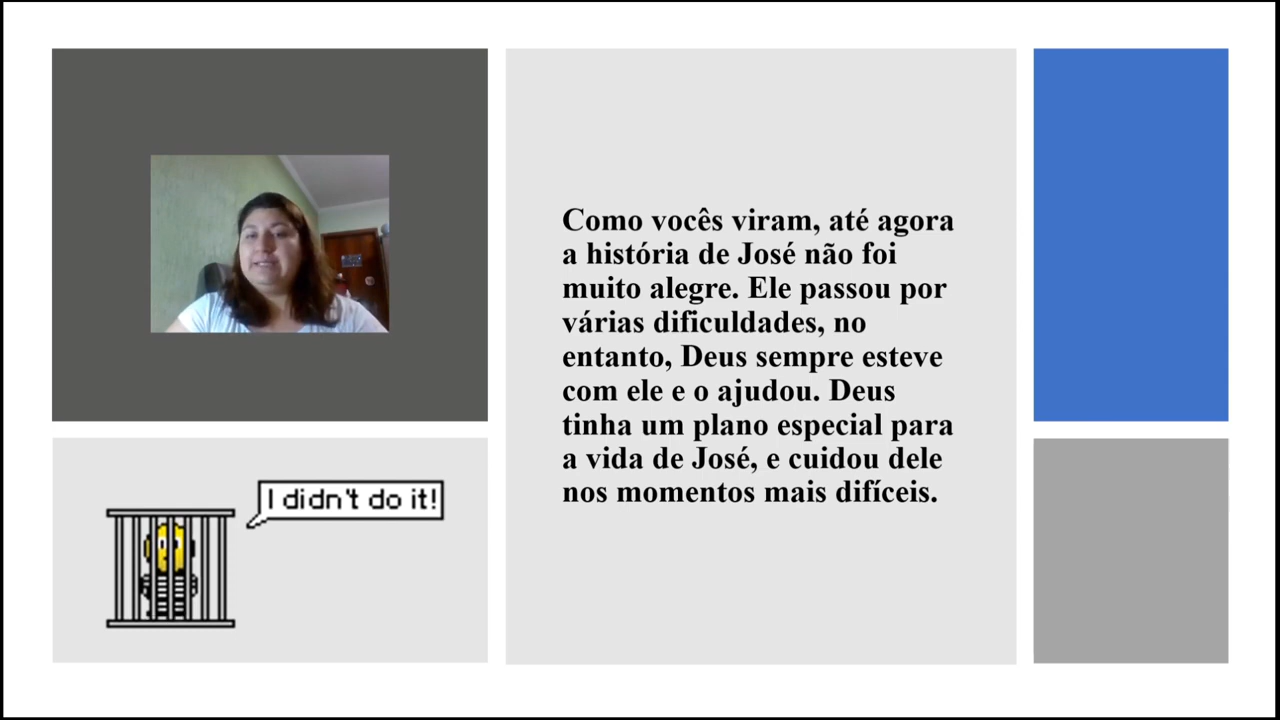 Como vocês viram, até agora
a história de José não foi
muito alegre. Ele passou por
várias dificuldades, no
entanto, Deus sempre esteve
com ele e o ajudou. Deus
tinha um plano especial para
a vida de José, e cuidou dele
nos momentos mais difíceis.
I didn't do it!